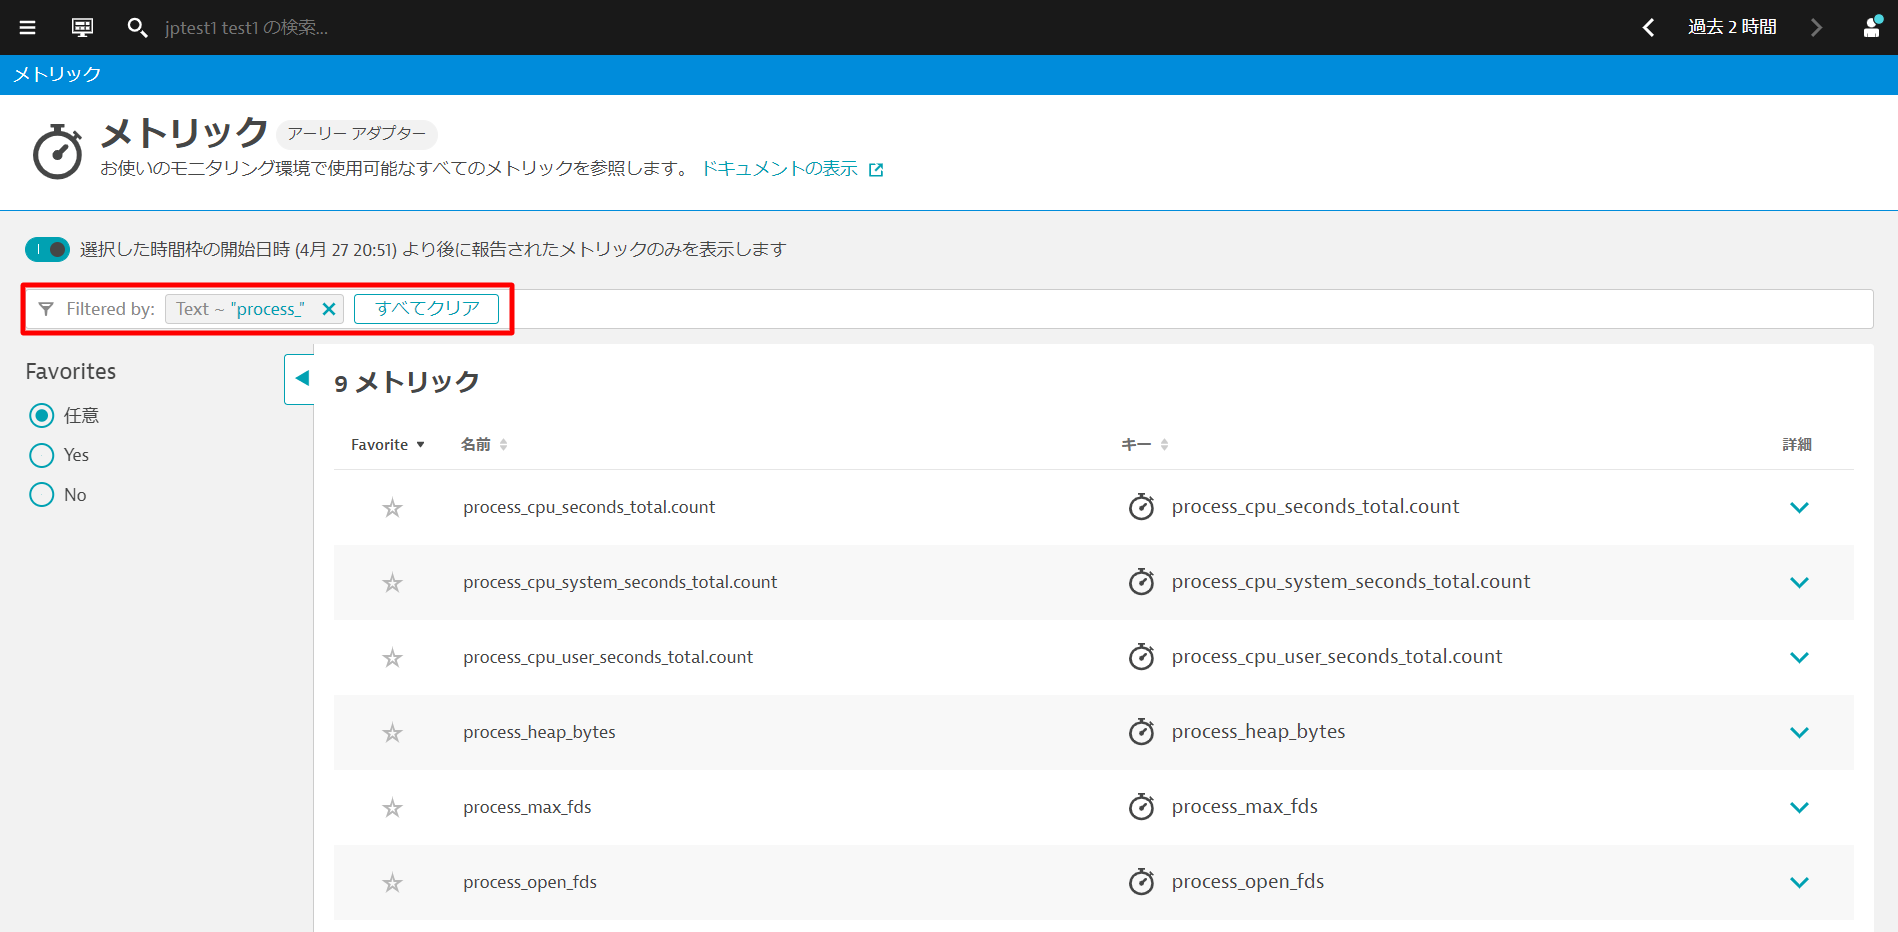 jptest1 test1 の検索...
過去 2 時間
メトリック
メトリック アーリー アダプター
お使いのモニタリング環境で使用可能なすべてのメトリックを参照します。 ドキュメントの表示
選択した時間枠の開始日時 (4月 27 20:51) より後に報告されたメトリックのみを表示します
Filtered by: Text ~ "process_" すべてクリア
Favorites
任意
Yes
No
9 メトリック
Favorite 名前 キー 詳細
process_cpu_seconds_total.count process_cpu_seconds_total.count
process_cpu_system_seconds_total.count process_cpu_system_seconds_total.count
process_cpu_user_seconds_total.count process_cpu_user_seconds_total.count
process_heap_bytes process_heap_bytes
process_max_fds process_max_fds
process_open_fds process_open_fds